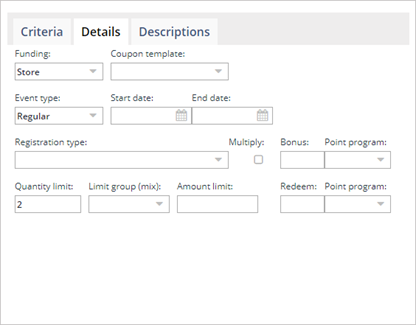 Criteria Details Descriptions
Funding: Coupon template:
Store
Event type: Start date: End date:
Regular
Registration type: Multiply: Bonus: Point program:
Quantity limit: Limit group (mix): Amount limit: Redeem: Point program:
2